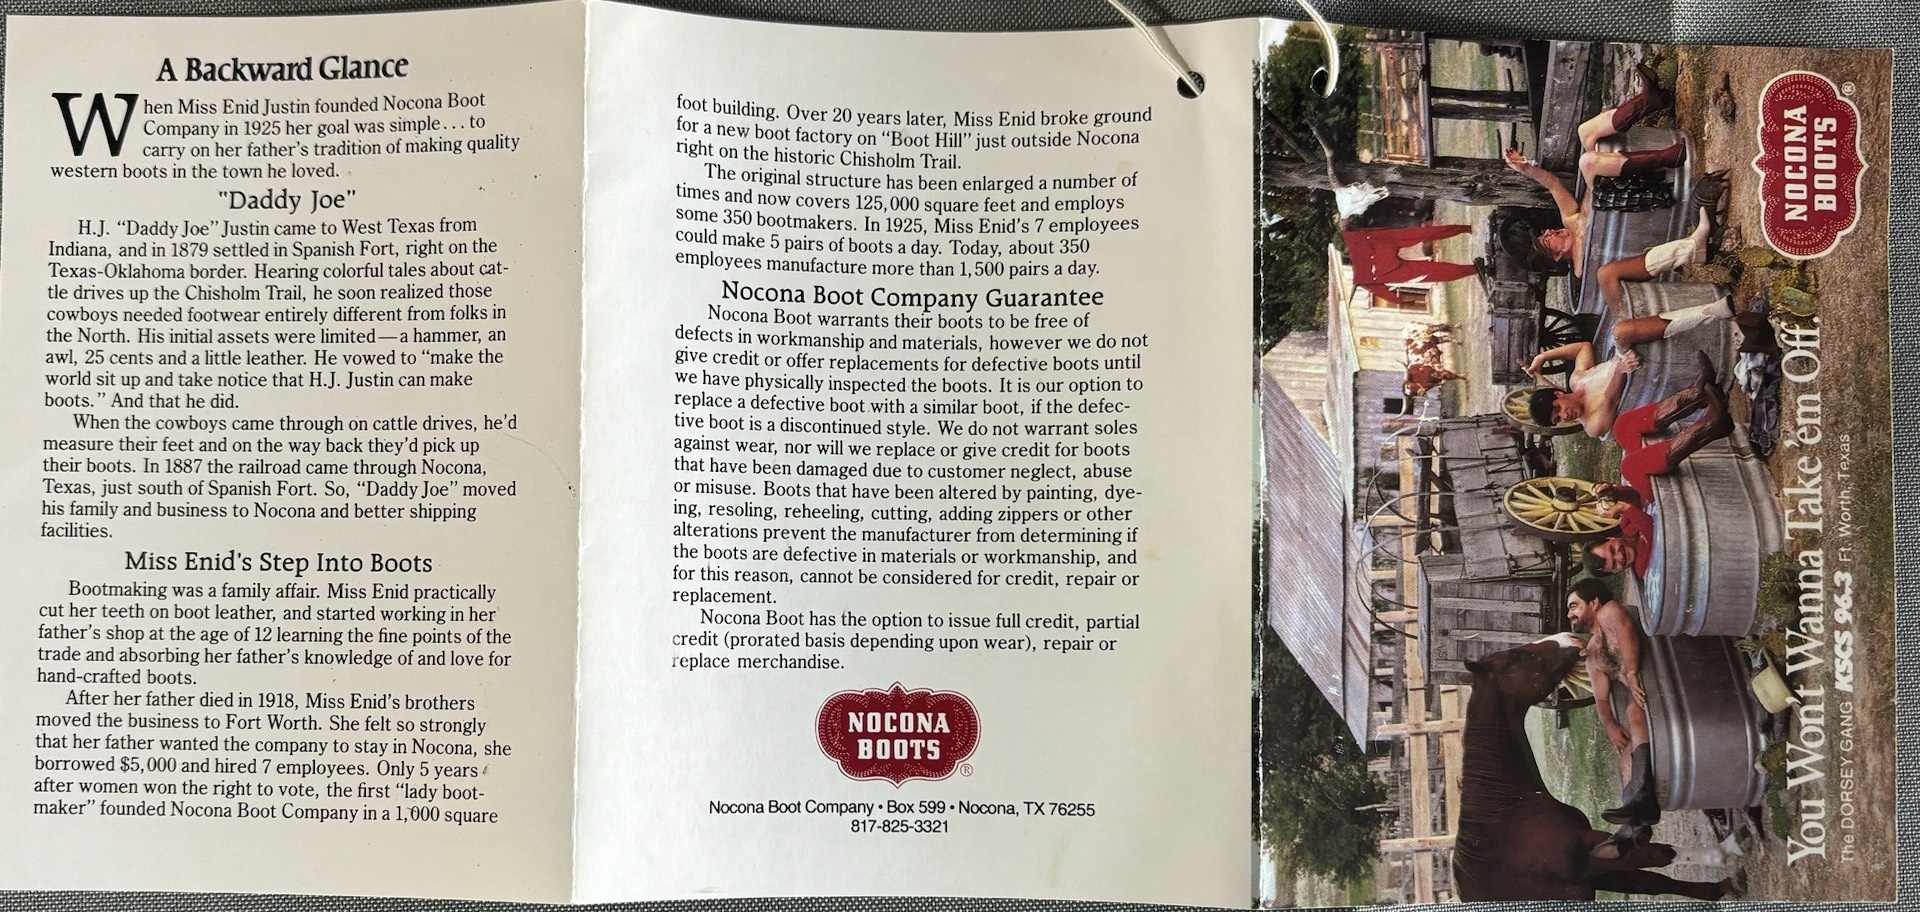 A Backward Glance
When Miss Enid Justin founded Nocona Boot
Company in 1925 her goal was simple... to
carry on her father's tradition of making quality
western boots in the town he loved.
"Daddy Joe"
H.J. "Daddy Joe" Justin came to West Texas from
Indiana, and in 1879 settled in Spanish Fort, right on the
Texas-Oklahoma border. Hearing colorful tales about cat-
tle drives up the Chisholm Trail, he soon realized those
cowboys needed footwear entirely different from folks in
the North. His initial assets were limited—a hammer, an
awl, 25 cents and a little leather. He vowed to "make the
world sit up and take notice that H.J. Justin can make
boots." And that he did.
When the cowboys came through on cattle drives, he'd
measure their feet and on the way back they'd pick up
their boots. In 1887 the railroad came through Nocona,
Texas, just south of Spanish Fort. So, "Daddy Joe" moved
his family and business to Nocona and better shipping
facilities.
Miss Enid's Step Into Boots
Bootmaking was a family affair. Miss Enid practically
cut her teeth on boot leather, and started working in her
father's shop at the age of 12 learning the fine points of the
trade and absorbing her father's knowledge of and love for
hand-crafted boots.
After her father died in 1918, Miss Enid's brothers
moved the business to Fort Worth. She felt so strongly
that her father wanted the company to stay in Nocona, she
borrowed $5,000 and hired 7 employees. Only 5 years
after women won the right to vote, the first "lady boot-
maker" founded Nocona Boot Company in a 1,000 square
foot building. Over 20 years later, Miss Enid broke ground
for a new boot factory on "Boot Hill" just outside Nocona
right on the historic Chisholm Trail.
The original structure has been enlarged a number of
times and now covers 125,000 square feet and employs
some 350 bootmakers. In 1925, Miss Enid's 7 employees
could make 5 pairs of boots a day. Today, about 350
employees manufacture more than 1,500 pairs a day.
Nocona Boot Company Guarantee
Nocona Boot warrants their boots to be free of
defects in workmanship and materials, however we do not
give credit or offer replacements for defective boots until
we have physically inspected the boots. It is our option to
replace a defective boot with a similar boot, if the defec-
tive boot is a discontinued style. We do not warrant soles
against wear, nor will we replace or give credit for boots
that have been damaged due to customer neglect, abuse
or misuse. Boots that have been altered by painting, dye-
ing, resoling, reheeling, cutting, adding zippers or other
alterations prevent the manufacturer from determining if
the boots are defective in materials or workmanship, and
for this reason, cannot be considered for credit, repair or
replacement.
Nocona Boot has the option to issue full credit, partial
credit (prorated basis depending upon wear), repair or
replace merchandise.
NOCONA
BOOTS
®
Nocona Boot Company • Box 599 • Nocona, TX 76255
817-825-3321
NOCONA
BOOTS
®
You Won't Wanna Take 'em Off.
The DORSEY GANG KSCS 96.3 Ft. Worth, Texas